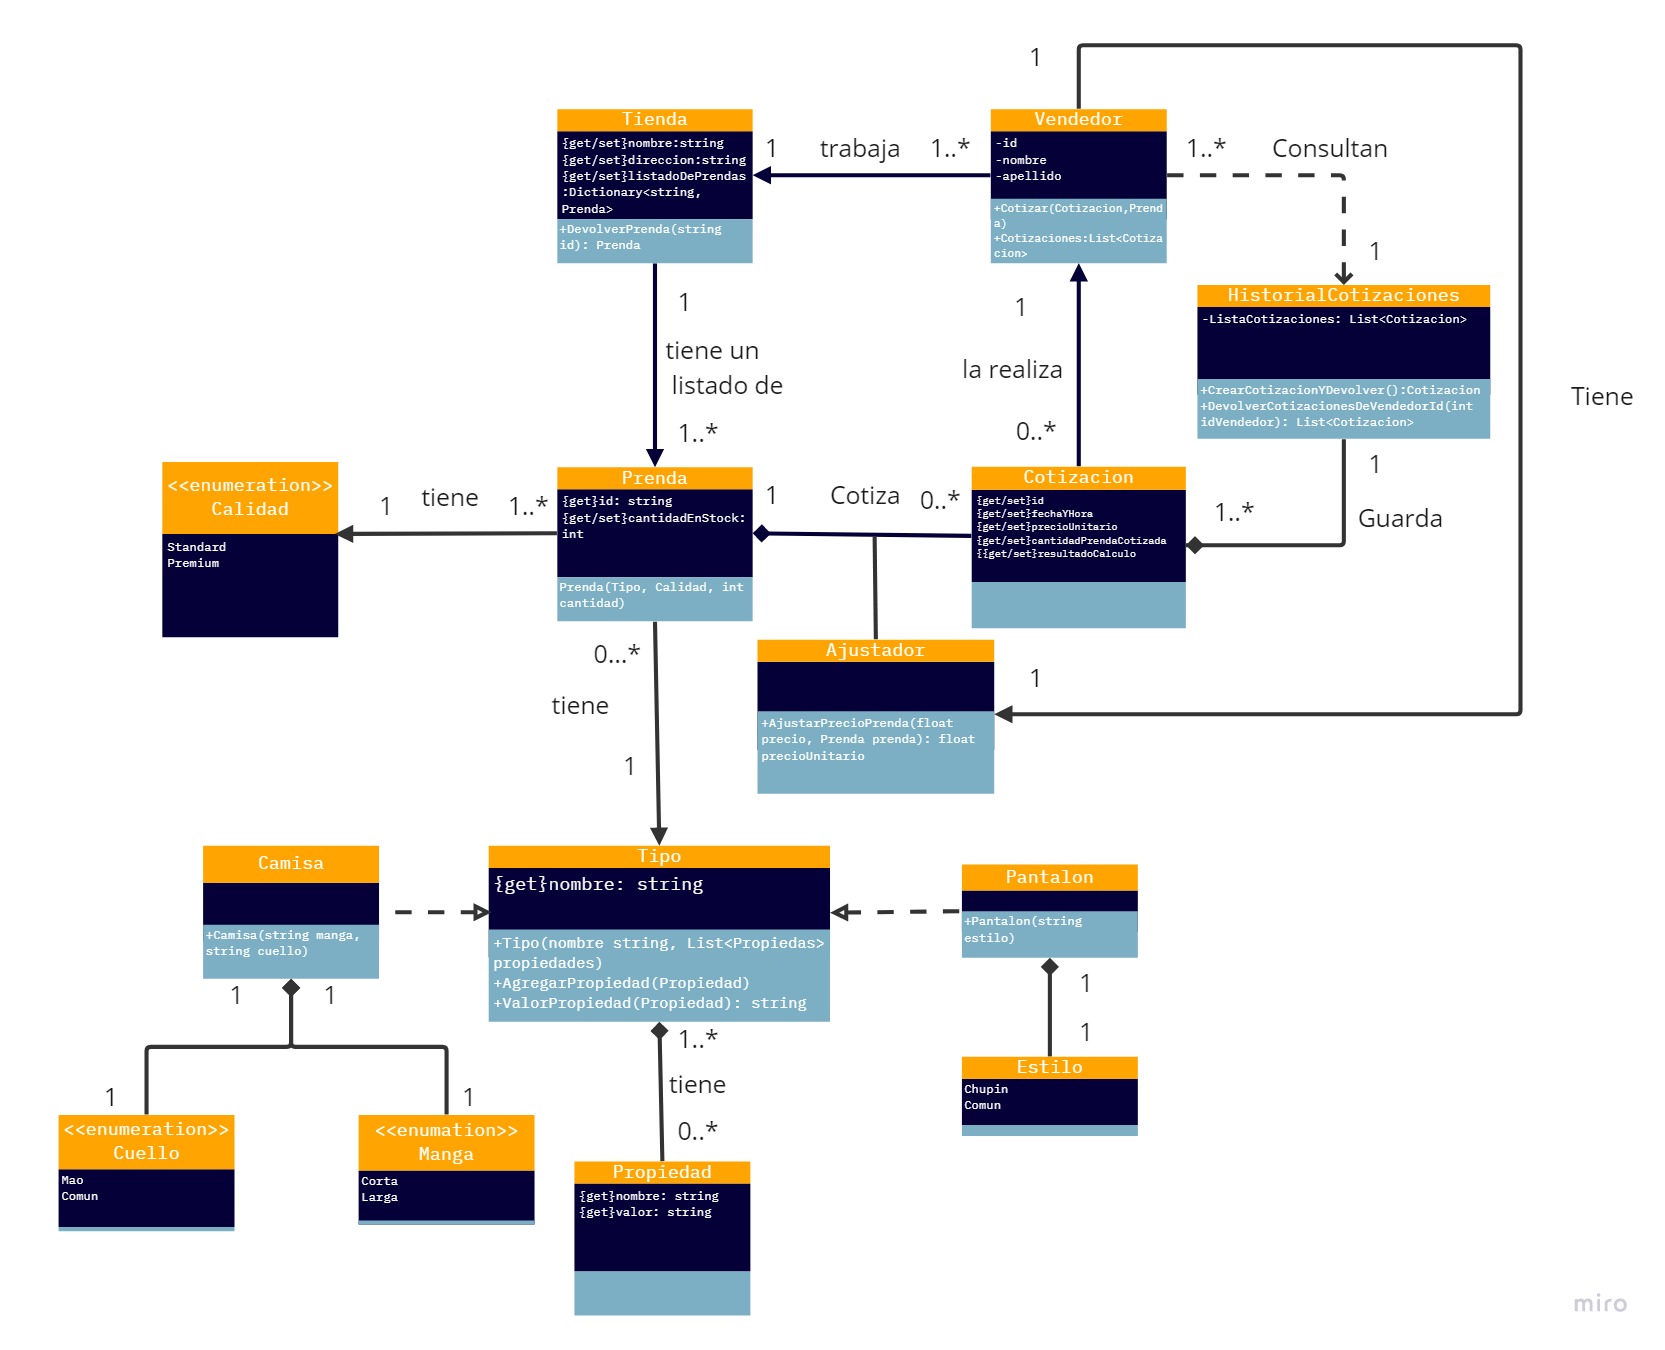 1
Tienda
{get/set}nombre:string
{get/set}direccion:string
{get/set}listadoDePrendas
:Dictionary<string,
Prenda>
+DevolverPrenda(string
id): Prenda
1
trabaja
1..*
Vendedor
-id
-nombre
-apellido
+Cotizar(Cotizacion,Prend
a)
+Cotizaciones:List<Cotiza
cion>
1..*
Consultan
1
HistorialCotizaciones
-ListaCotizaciones: List<Cotizacion>
+CrearCotizacionYDevolver():Cotizacion
+DevolverCotizacionesDeVendedorId(int
idVendedor): List<Cotizacion>
1
tiene un
listado de
1..*
1
la realiza
0..*
Tiene
1
Guarda
1..*
<<enumeration>>
Calidad
Standard
Premium
1
tiene
1..*
Prenda
{get}id: string
{get/set}cantidadEnStock:
int
Prenda(Tipo, Calidad, int
cantidad)
1
Cotiza
0..*
Cotizacion
{get/set}id
{get/set}fechaYHora
{get/set}precioUnitario
{get/set}cantidadPrendaCotizada
{{get/set}resultadoCalculo
0...*
tiene
1
Ajustador
+AjustarPrecioPrenda(float
precio, Prenda prenda): float
precioUnitario
1
Camisa
+Camisa(string manga,
string cuello)
Tipo
{get}nombre: string
+Tipo(nombre string, List<Propiedas>
propiedades)
+AgregarPropiedad(Propiedad)
+ValorPropiedad(Propiedad): string
Pantalon
+Pantalon(string
estilo)
1
1
1
1
<<enumeration>>
Cuello
Mao
Comun
<<enumation>>
Manga
Corta
Larga
1..*
tiene
0..*
Propiedad
{get}nombre: string
{get}valor: string
1
1
Estilo
Chupin
Comun
miro